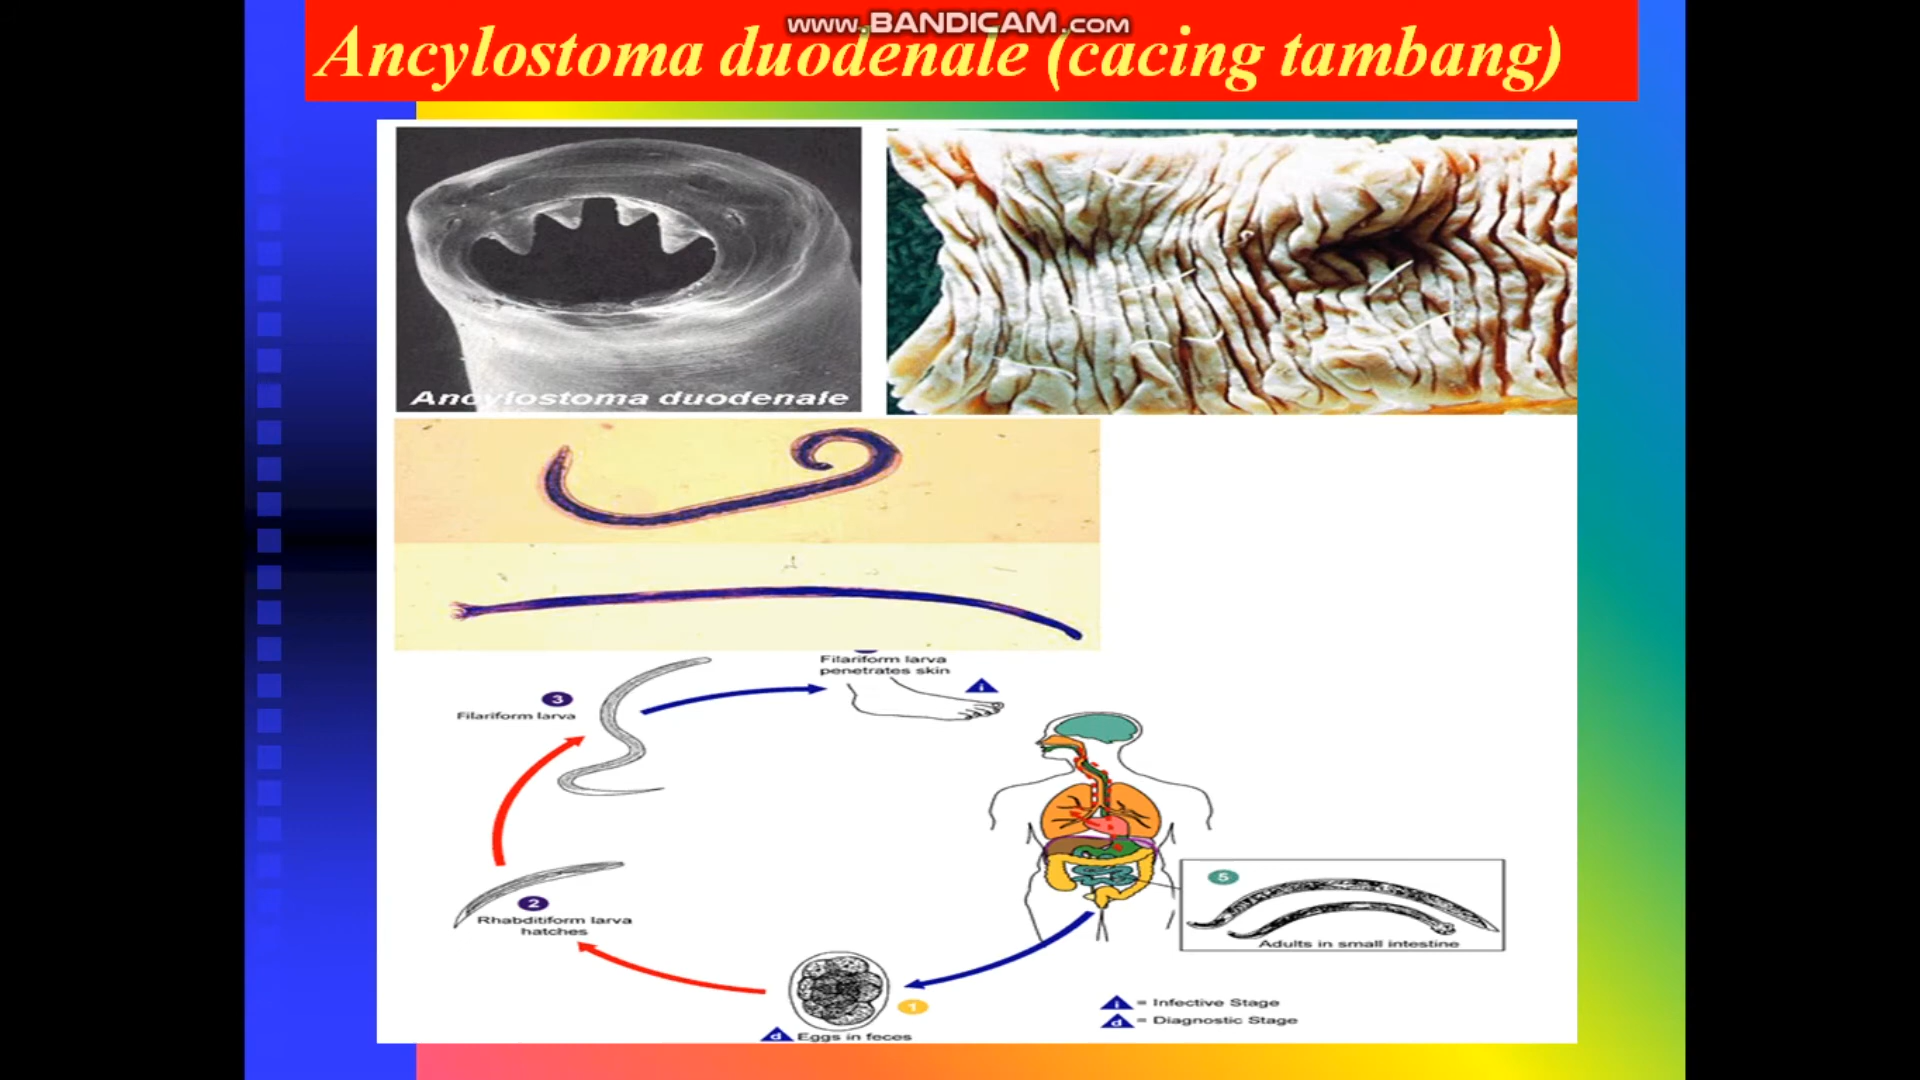 www.BANDICAM.com
Ancylostoma duodenale (cacing tambang)
Ancylostoma duodenale
Filariform larva
penetrates skin
i
3
Filariform larva
2
Rhabditiform larva
hatches
5
Adults in small intestine
1
d Eggs in feces
i = Infective Stage
d = Diagnostic Stage